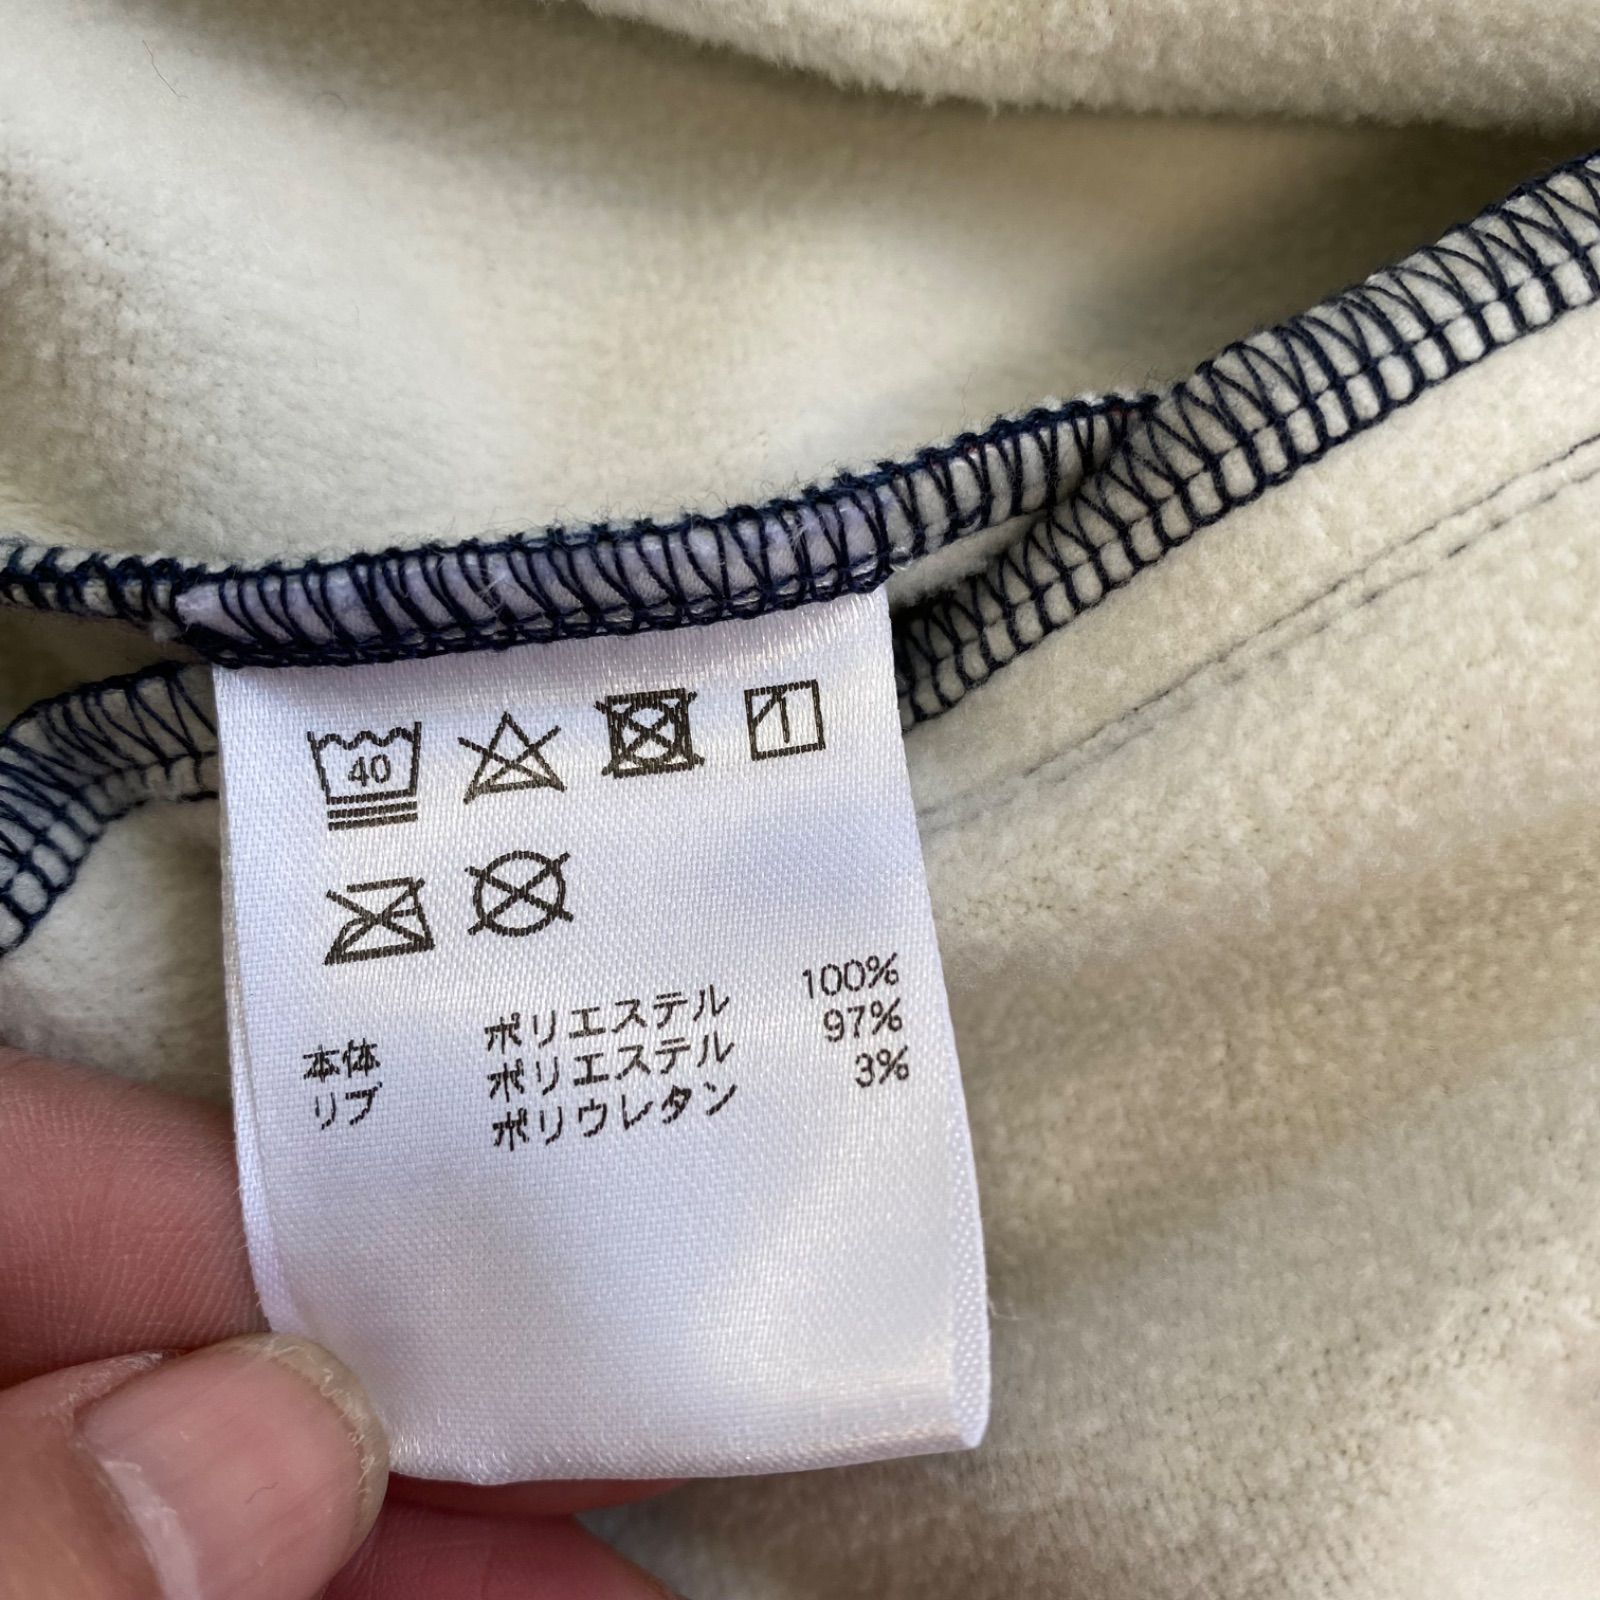 40
ポリエステル 100%
本体 ポリエステル 97%
リブ ポリウレタン 3%